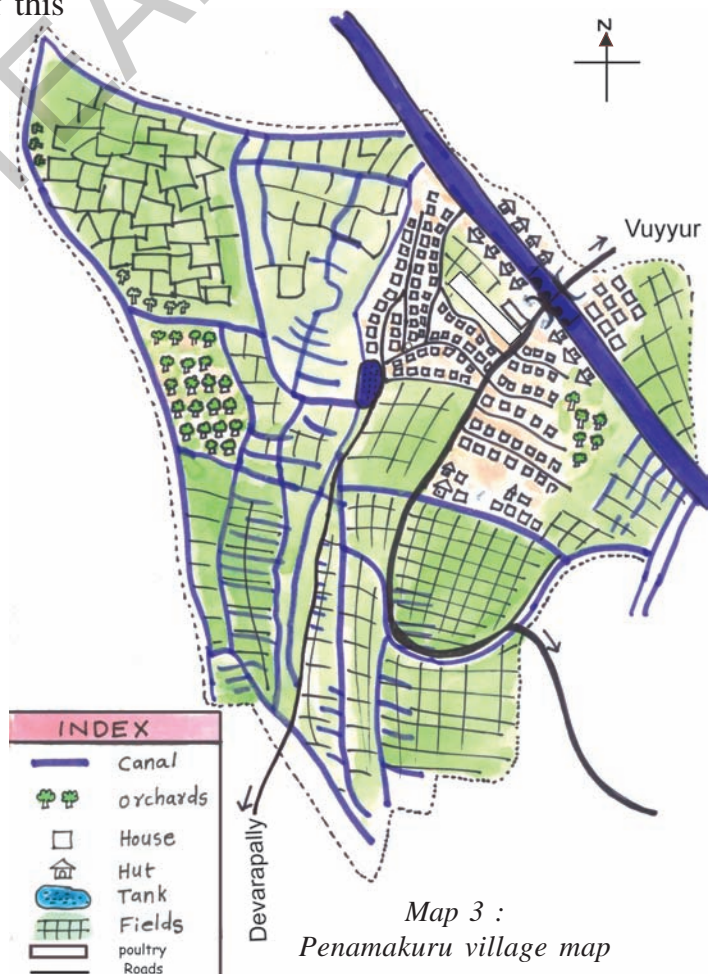 this
N
Vuyyur
INDEX
Canal
orchards
House
Hut
Tank
Fields
poultry
Roads
Devarapally
Map 3 :
Penamakuru village map